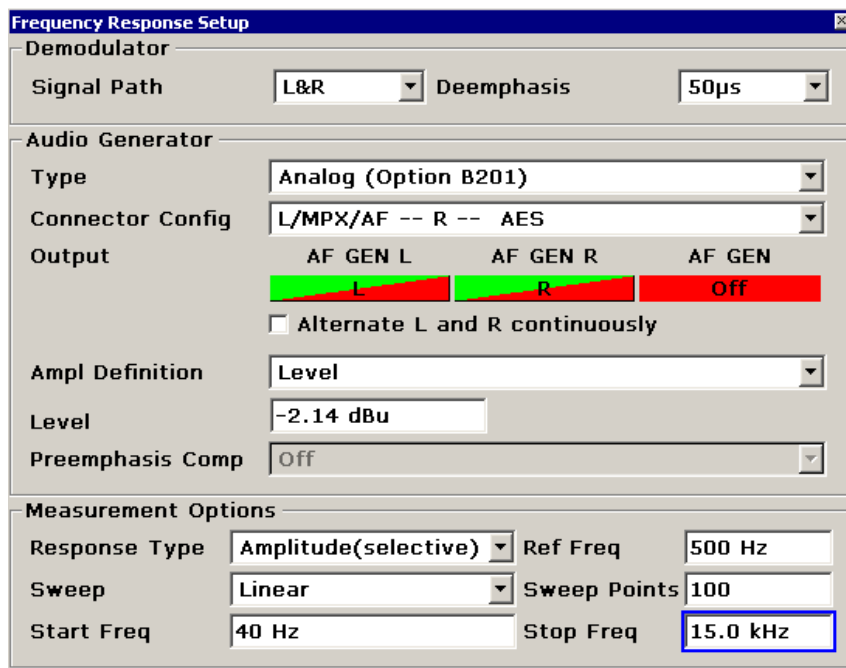 Frequency Response Setup
Demodulator
Signal Path L&R Deemphasis 50µs
Audio Generator
Type Analog (Option B201)
Connector Config L/MPX/AF -- R -- AES
Output AF GEN L AF GEN R AF GEN
L R Off
Alternate L and R continuously
Ampl Definition Level
Level -2.14 dBu
Preemphasis Comp Off
Measurement Options
Response Type Amplitude(selective) Ref Freq 500 Hz
Sweep Linear Sweep Points 100
Start Freq 40 Hz Stop Freq 15.0 kHz